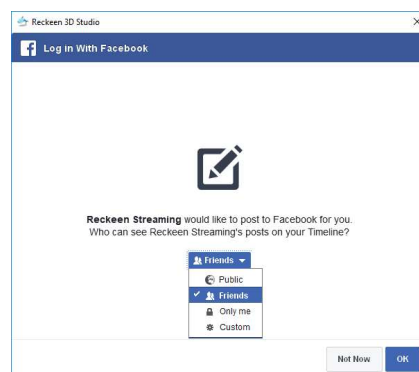 Reckeen 3D Studio
Log in With Facebook
Reckeen Streaming would like to post to Facebook for you.
Who can see Reckeen Streaming's posts on your Timeline?
Friends
Public
Friends
Only me
Custom
Not Now OK